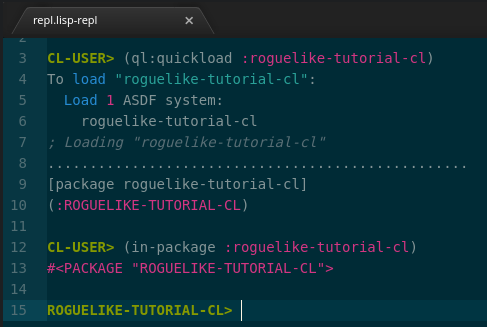 repl.lisp-repl ×
3 CL-USER> (ql:quickload :roguelike-tutorial-cl)
4 To load "roguelike-tutorial-cl":
5   Load 1 ASDF system:
6     roguelike-tutorial-cl
7 ; Loading "roguelike-tutorial-cl"
8 ..................................................
9 [package roguelike-tutorial-cl]
10 (:ROGUELIKE-TUTORIAL-CL)
11
12 CL-USER> (in-package :roguelike-tutorial-cl)
13 #<PACKAGE "ROGUELIKE-TUTORIAL-CL">
14
15 ROGUELIKE-TUTORIAL-CL>